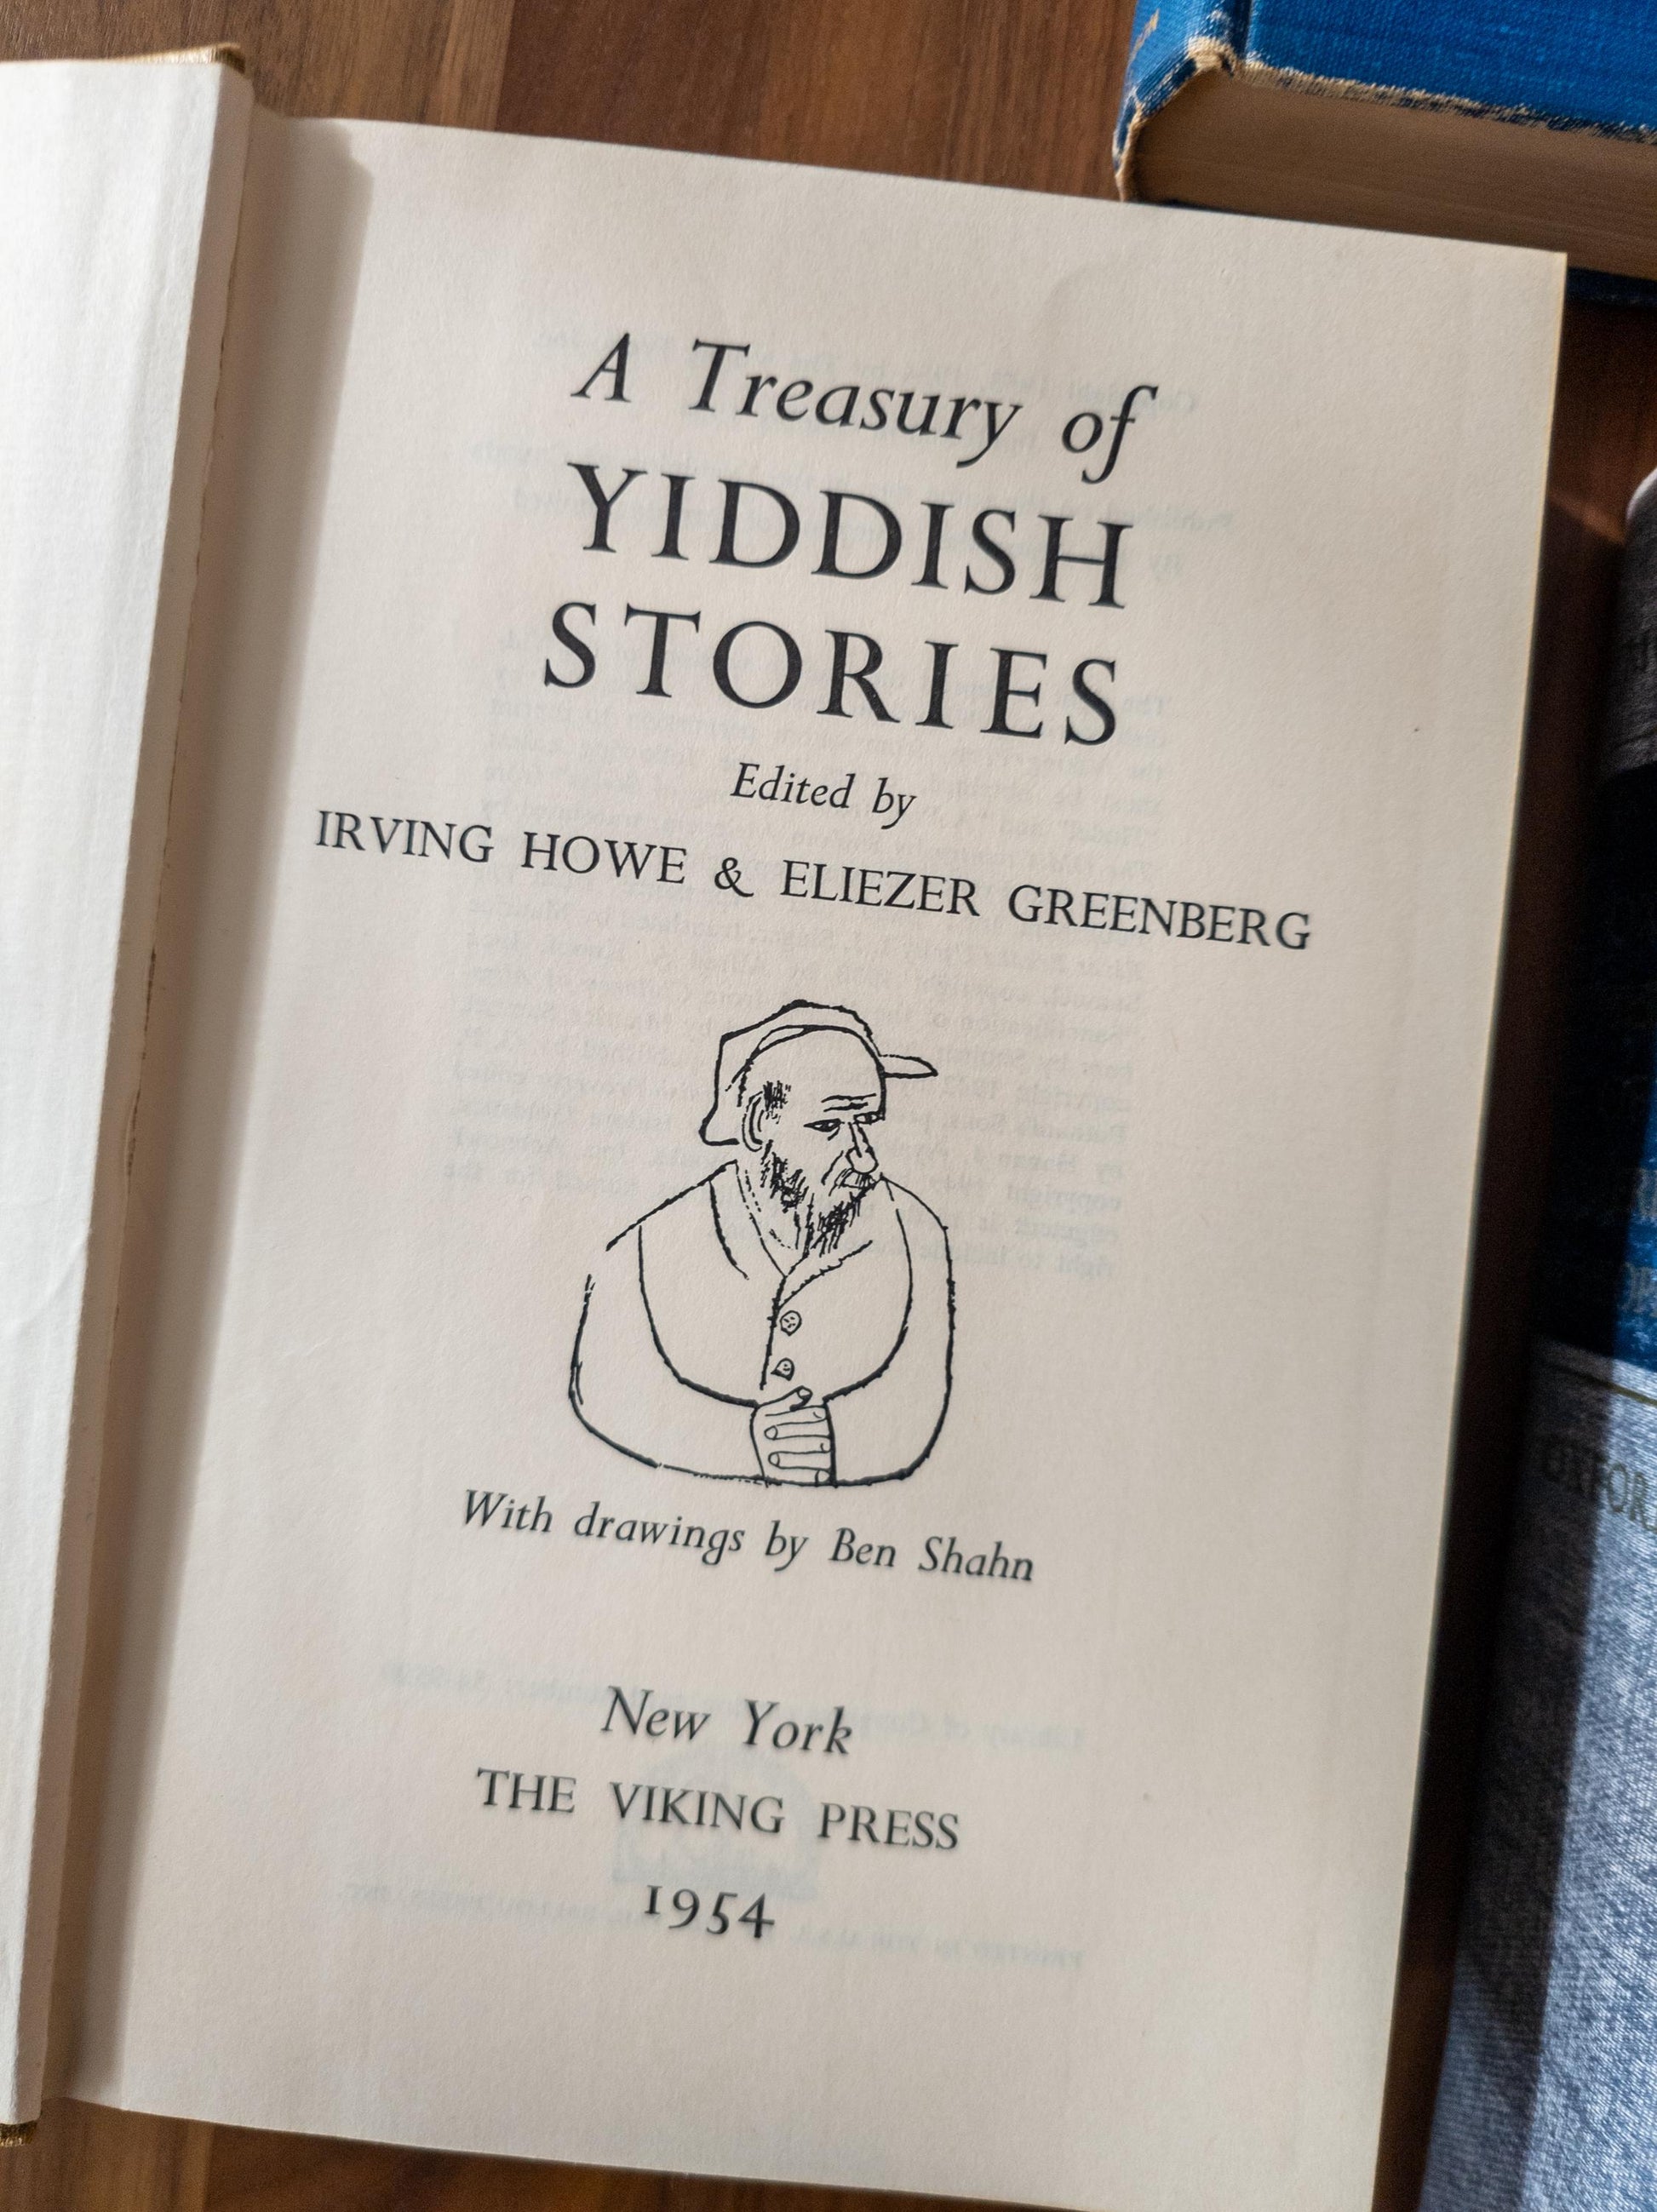 A Treasury of
YIDDISH
STORIES
Edited by
IRVING HOWE & ELIEZER GREENBERG
With drawings by Ben Shahn
New York
THE VIKING PRESS
1954